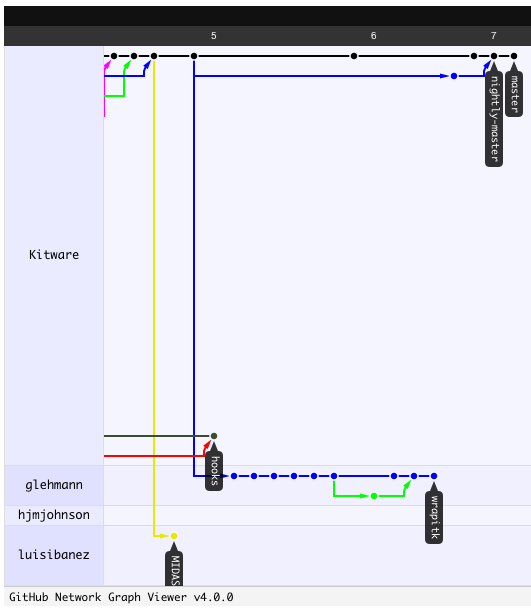 5 6 7
master
nightly-master
Kitware
hooks
glehmann
wrapitk
hjmjohnson
luisibanez
MIDAS
GitHub Network Graph Viewer v4.0.0